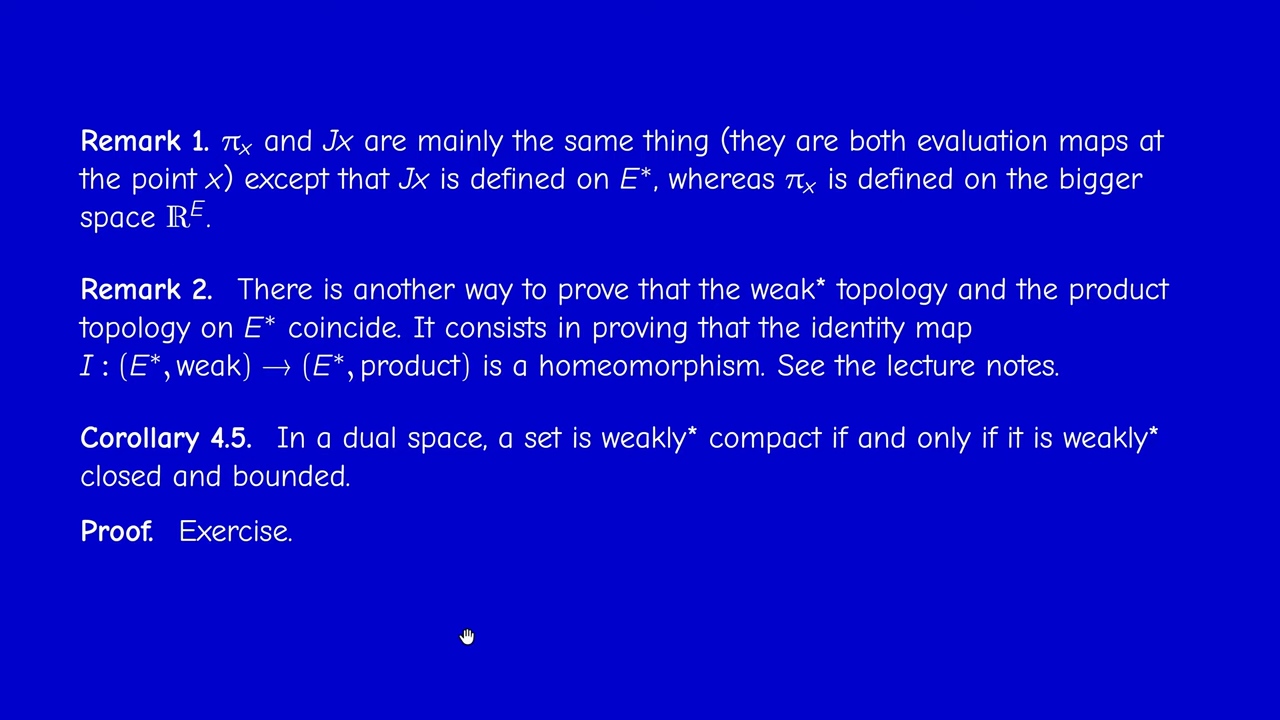 Remark 1. πₓ and Jx are mainly the same thing (they are both evaluation maps at
the point x) except that Jx is defined on E*, whereas πₓ is defined on the bigger
space ℝᴱ.
Remark 2. There is another way to prove that the weak* topology and the product
topology on E* coincide. It consists in proving that the identity map
I : (E*, weak) → (E*, product) is a homeomorphism. See the lecture notes.
Corollary 4.5. In a dual space, a set is weakly* compact if and only if it is weakly*
closed and bounded.
Proof. Exercise.